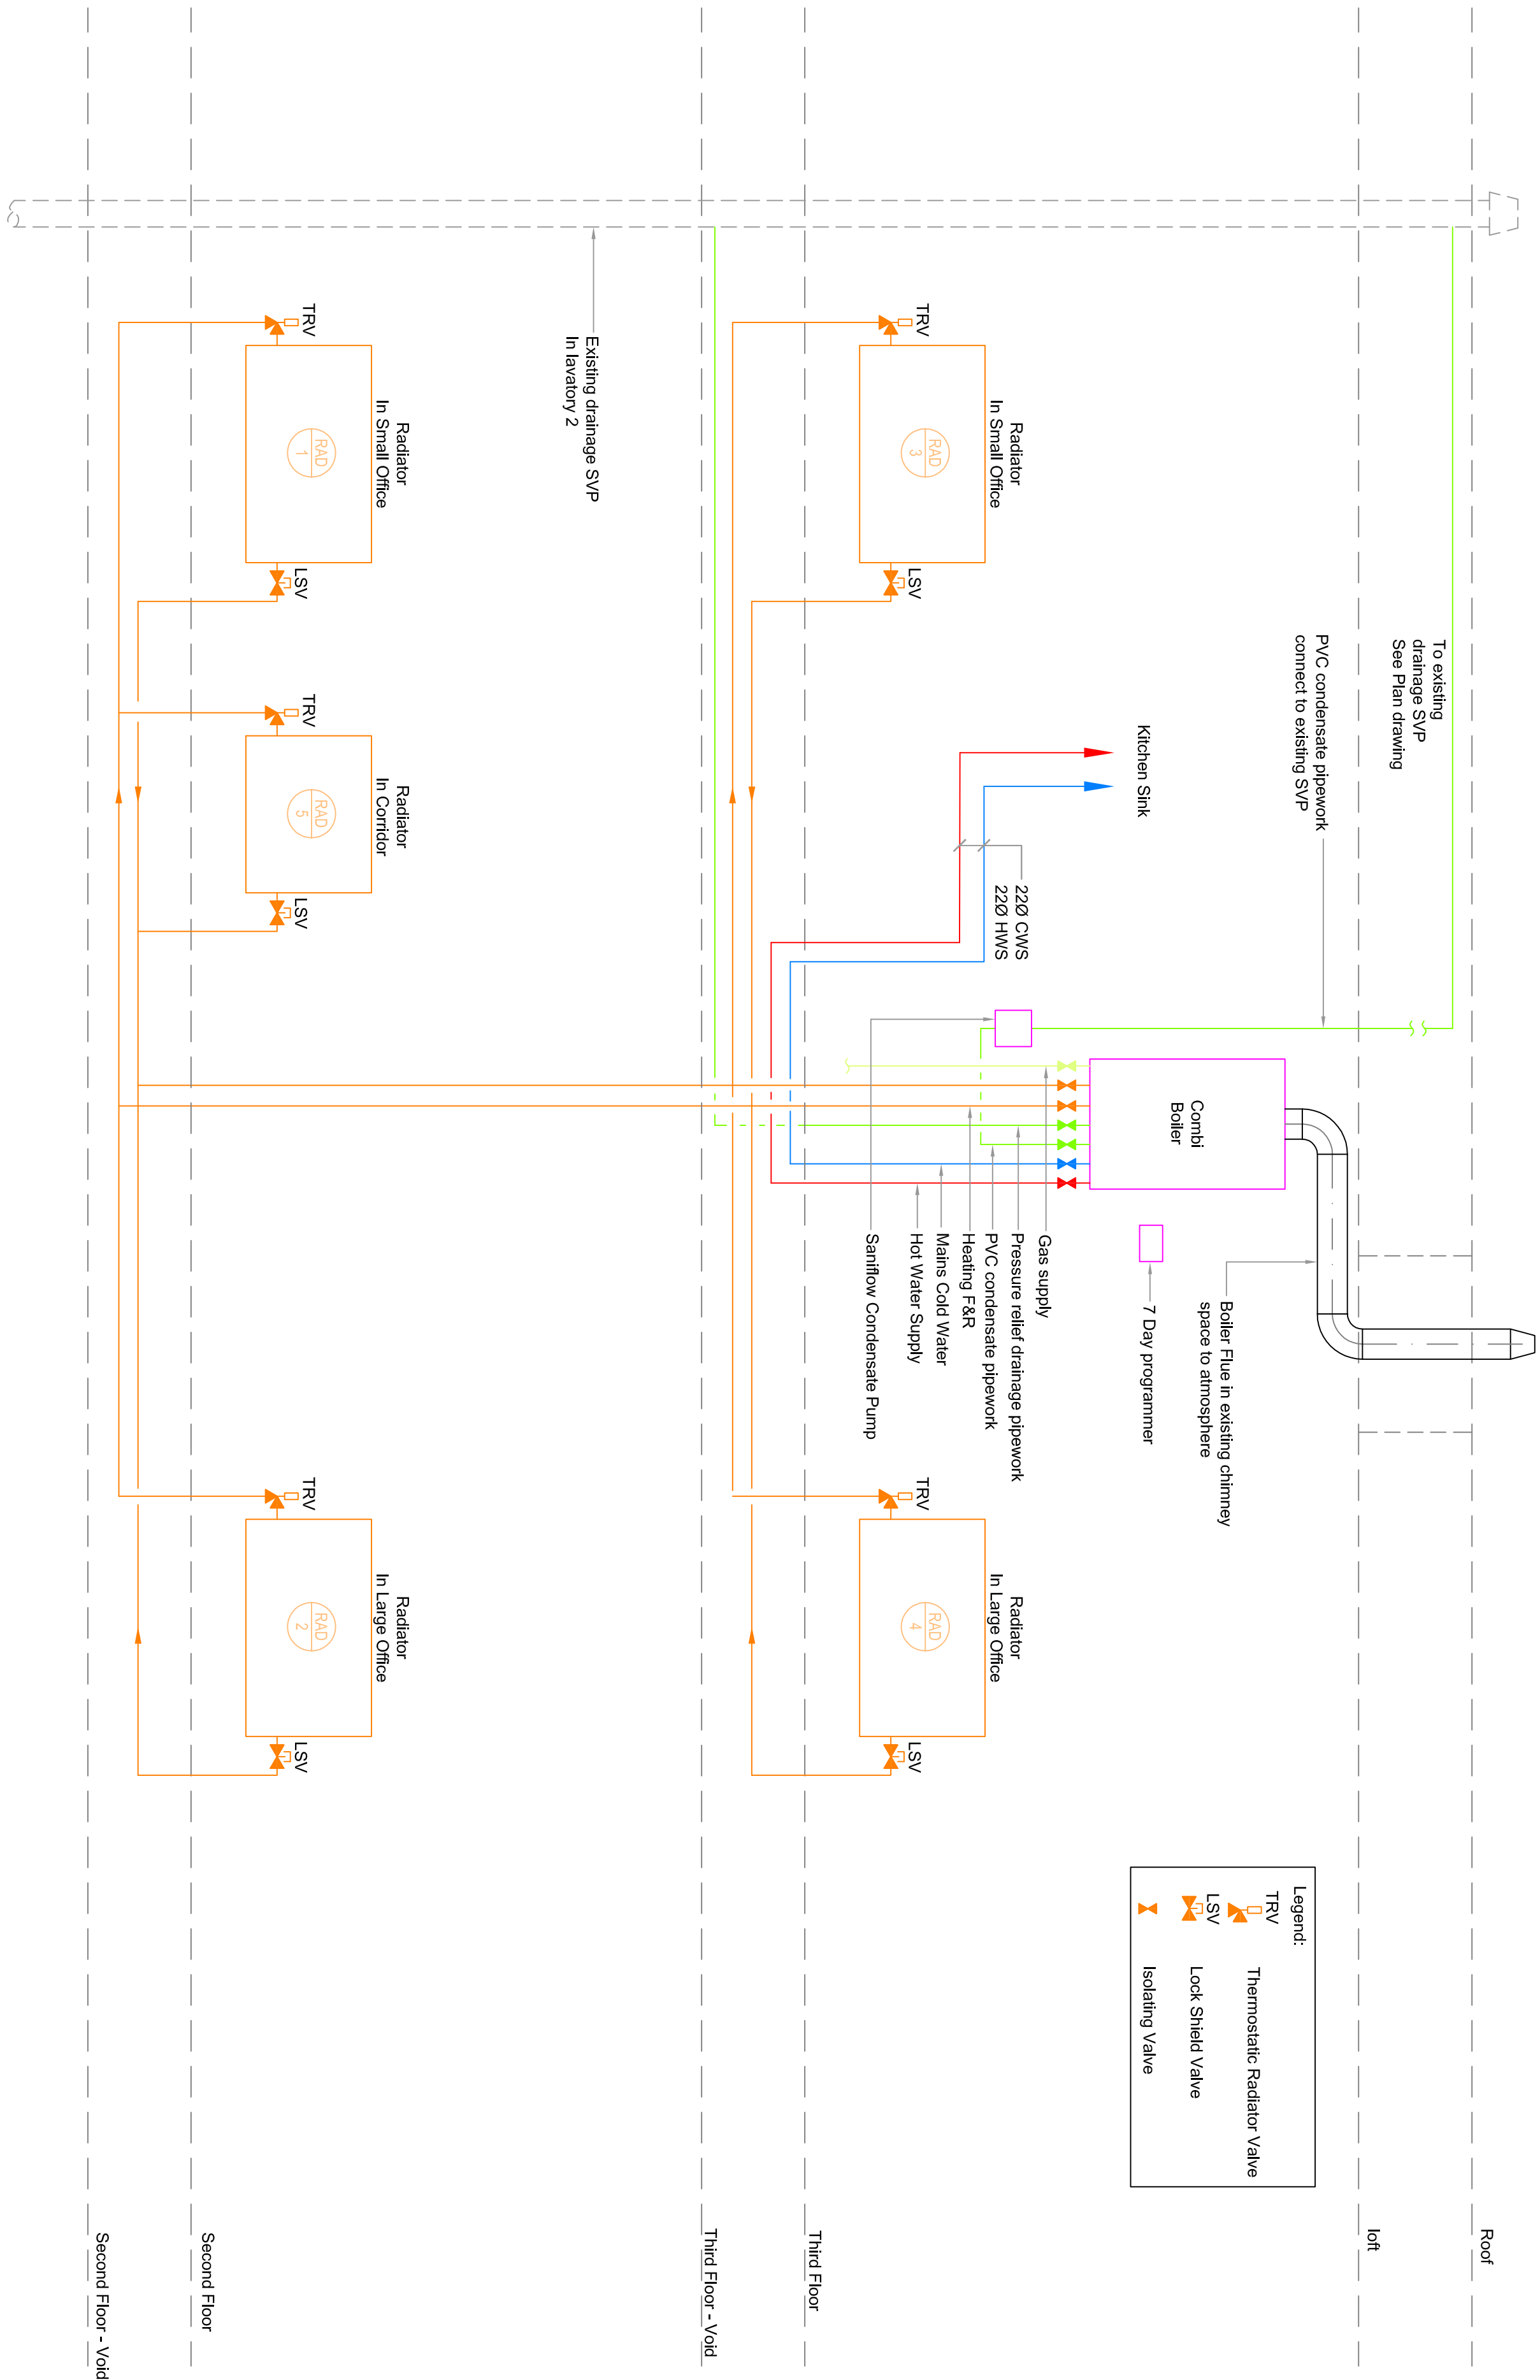 Roof
loft
To existing
drainage SVP
See Plan drawing
PVC condensate pipework
connect to existing SVP
Boiler Flue in existing chimney
space to atmosphere
Legend:
TRV
Thermostatic Radiator Valve
LSV
Lock Shield Valve
Isolating Valve
Kitchen Sink
Combi
Boiler
7 Day programmer
22Ø CWS
22Ø HWS
Gas supply
Pressure relief drainage pipework
PVC condensate pipework
Heating F&R
Mains Cold Water
Hot Water Supply
Saniflow Condensate Pump
Radiator
In Small Office
TRV
RAD
3
LSV
Radiator
In Large Office
TRV
RAD
4
LSV
Third Floor
Third Floor - Void
Existing drainage SVP
In lavatory 2
Radiator
In Small Office
TRV
RAD
1
LSV
Radiator
In Corridor
TRV
RAD
5
LSV
Radiator
In Large Office
TRV
RAD
2
LSV
Second Floor
Second Floor - Void